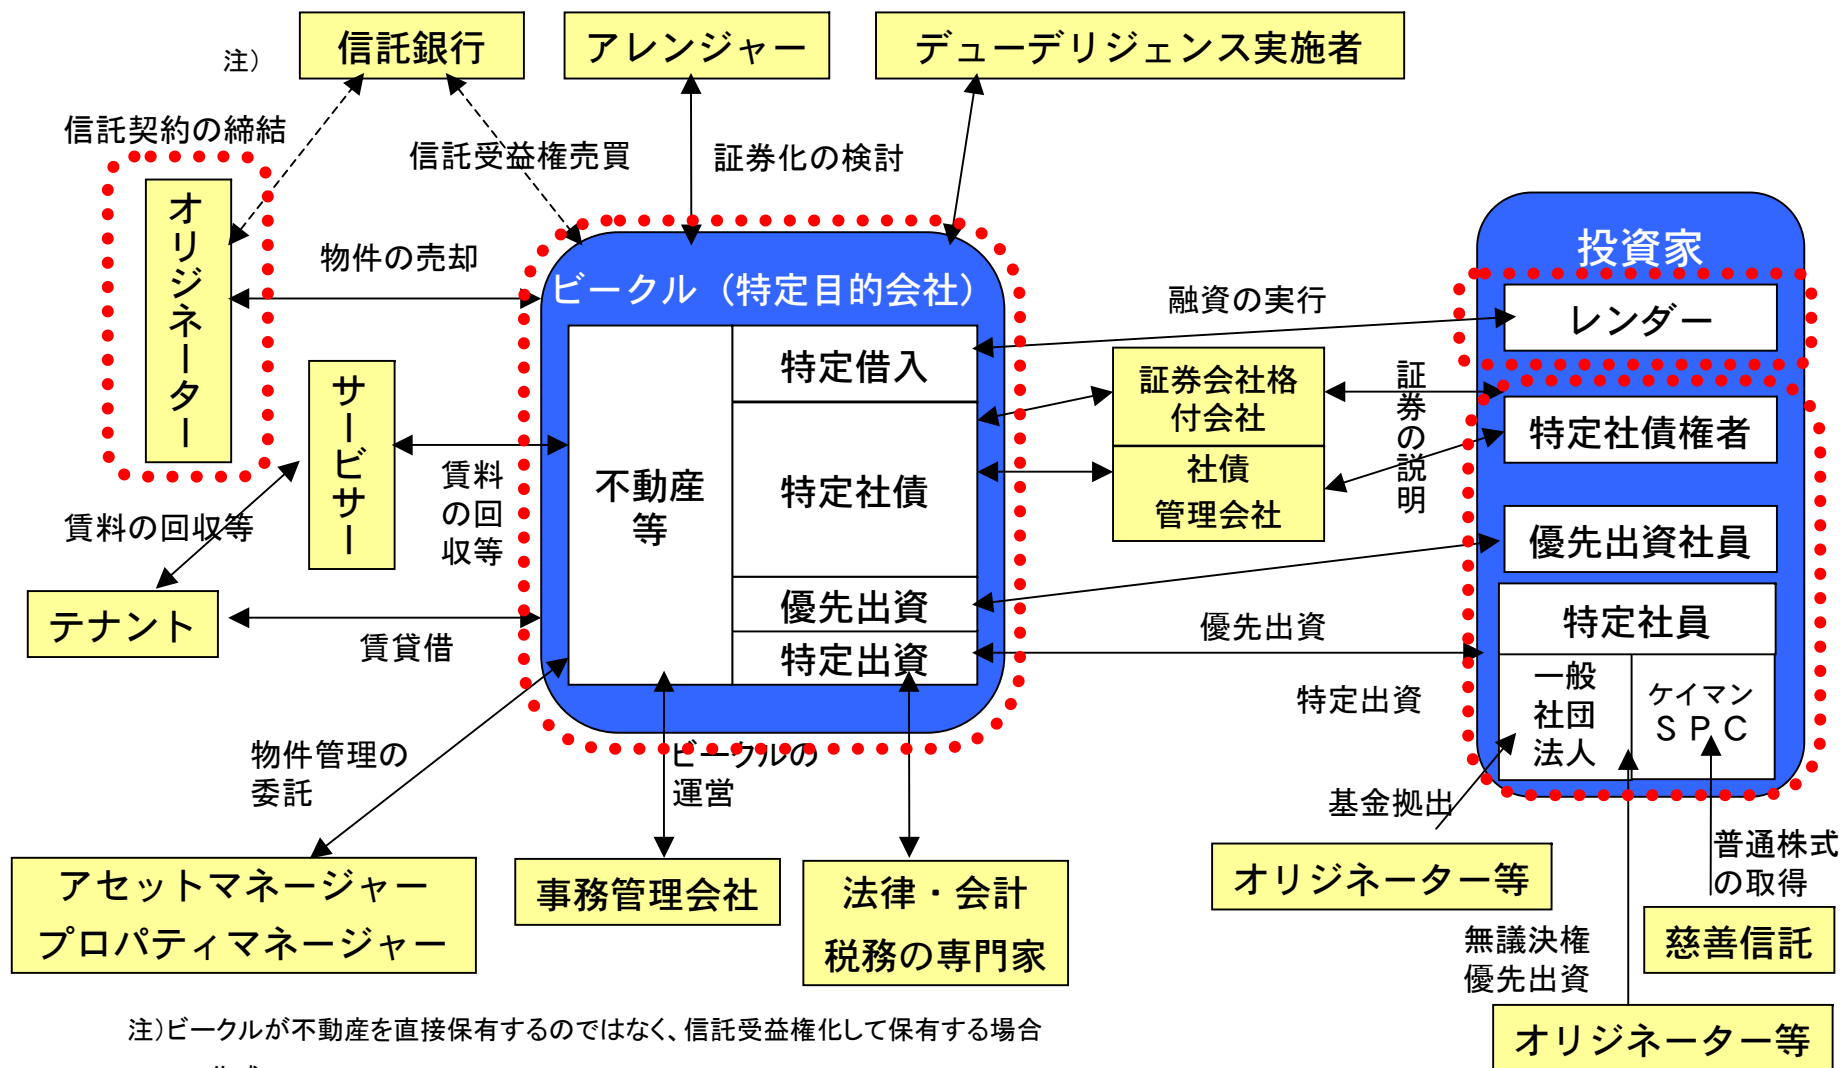 信託銀行
アレンジャー
デューデリジェンス実施者
注）
信託契約の締結
信託受益権売買
証券化の検討
オリジネーター
物件の売却
ビークル（特定目的会社）
投資家
融資の実行
レンダー
特定借入
証券会社格
付会社
証券の説明
特定社債権者
サービサー
賃料
の回
収等
不動産
等
特定社債
社債
管理会社
賃料の回収等
優先出資社員
テナント
賃貸借
優先出資
特定出資
優先出資
特定社員
特定出資
一般
社団
法人
ケイマン
ＳＰＣ
物件管理の
委託
ビークルの
運営
基金拠出
普通株式
の取得
アセットマネージャー
プロパティマネージャー
事務管理会社
法律・会計
税務の専門家
オリジネーター等
無議決権
優先出資
慈善信託
注）ビークルが不動産を直接保有するのではなく、信託受益権化して保有する場合
オリジネーター等